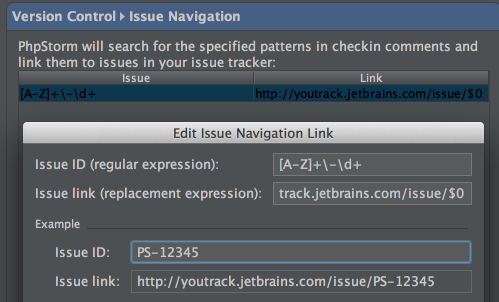 Version Control ▸ Issue Navigation
PhpStorm will search for the specified patterns in checkin comments and
link them to issues in your issue tracker:
Issue Link
[A-Z]+\-\d+ http://youtrack.jetbrains.com/issue/$0
Edit Issue Navigation Link
Issue ID (regular expression): [A-Z]+\-\d+
Issue link (replacement expression): track.jetbrains.com/issue/$0
Example
Issue ID: PS-12345
Issue link: http://youtrack.jetbrains.com/issue/PS-12345